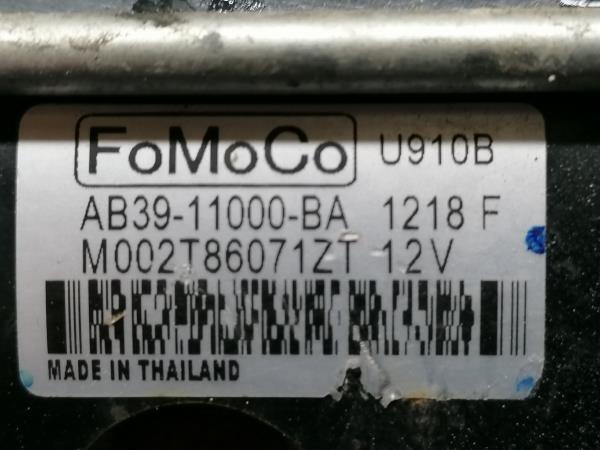 FoMoCo U910B
AB39-11000-BA 1218 F
M002T86071ZT 12V
MADE IN THAILAND